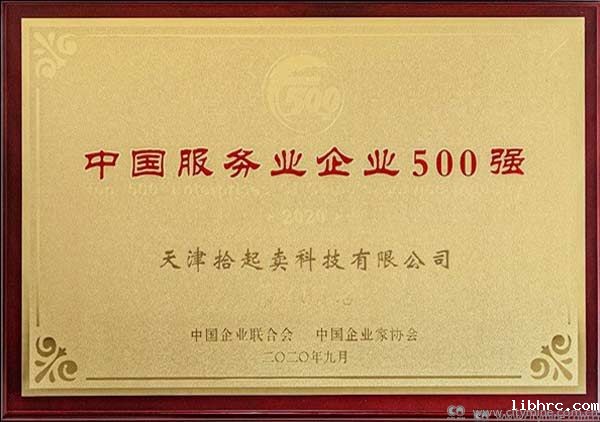 500
中国服务业企业500强
2020
天津拾起卖科技有限公司
中国企业联合会 中国企业家协会
二〇二〇年九月
libhrc.com